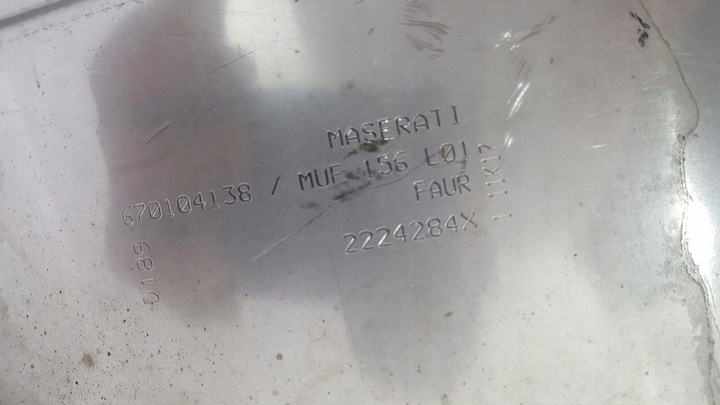 MASERATI
670104138 / MUF 156 L01
FAUR
2224284X
D189